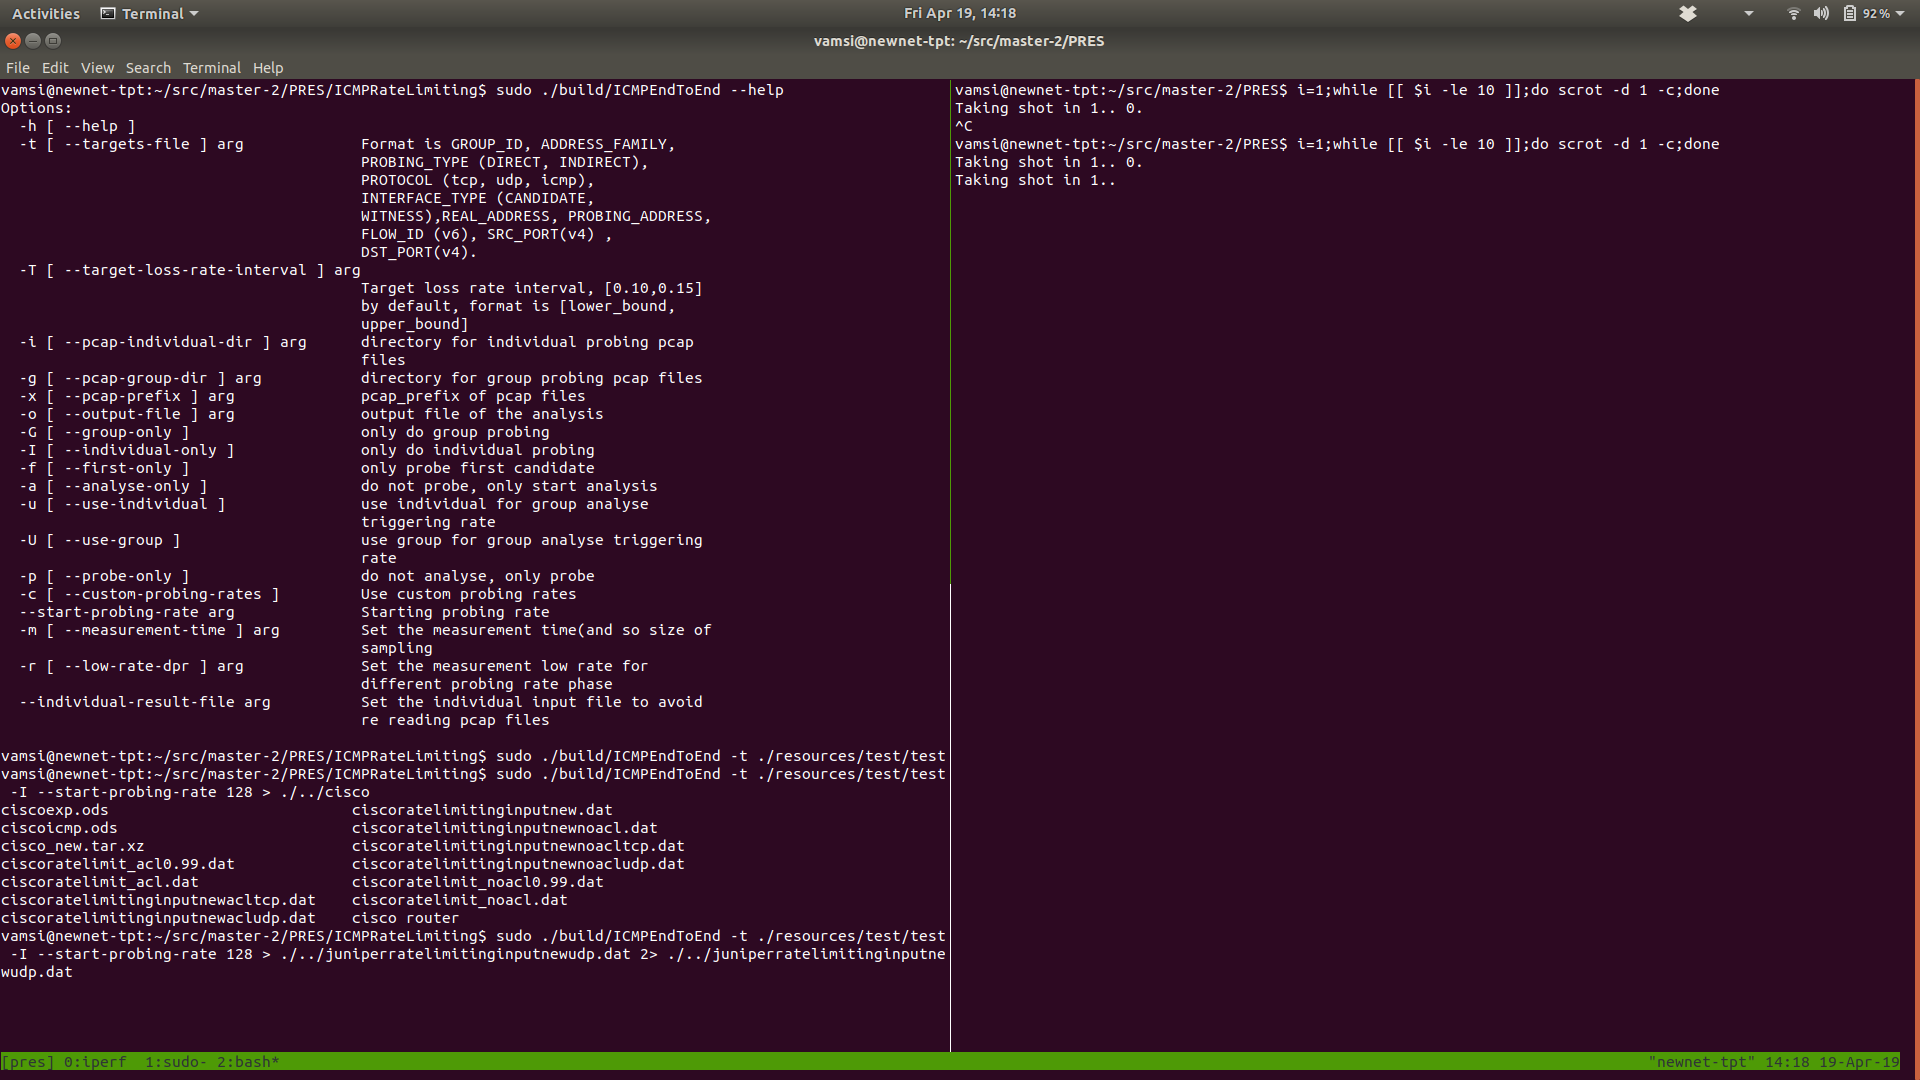 Activities Terminal Fri Apr 19, 14:18 92%
vamsi@newnet-tpt: ~/src/master-2/PRES
File Edit View Search Terminal Help
vamsi@newnet-tpt:~/src/master-2/PRES/ICMPRateLimiting$ sudo ./build/ICMPEndToEnd --help
Options:
-h [ --help ]
-t [ --targets-file ] arg Format is GROUP_ID, ADDRESS_FAMILY,
PROBING_TYPE (DIRECT, INDIRECT),
PROTOCOL (tcp, udp, icmp),
INTERFACE_TYPE (CANDIDATE,
WITNESS),REAL_ADDRESS, PROBING_ADDRESS,
FLOW_ID (v6), SRC_PORT(v4) ,
DST_PORT(v4).
-T [ --target-loss-rate-interval ] arg
Target loss rate interval, [0.10,0.15]
by default, format is [lower_bound,
upper_bound]
-i [ --pcap-individual-dir ] arg directory for individual probing pcap
files
-g [ --pcap-group-dir ] arg directory for group probing pcap files
-x [ --pcap-prefix ] arg pcap_prefix of pcap files
-o [ --output-file ] arg output file of the analysis
-G [ --group-only ] only do group probing
-I [ --individual-only ] only do individual probing
-f [ --first-only ] only probe first candidate
-a [ --analyse-only ] do not probe, only start analysis
-u [ --use-individual ] use individual for group analyse
triggering rate
-U [ --use-group ] use group for group analyse triggering
rate
-p [ --probe-only ] do not analyse, only probe
-c [ --custom-probing-rates ] Use custom probing rates
--start-probing-rate arg Starting probing rate
-m [ --measurement-time ] arg Set the measurement time(and so size of
sampling
-r [ --low-rate-dpr ] arg Set the measurement low rate for
different probing rate phase
--individual-result-file arg Set the individual input file to avoid
re reading pcap files
vamsi@newnet-tpt:~/src/master-2/PRES/ICMPRateLimiting$ sudo ./build/ICMPEndToEnd -t ./resources/test/test
vamsi@newnet-tpt:~/src/master-2/PRES/ICMPRateLimiting$ sudo ./build/ICMPEndToEnd -t ./resources/test/test
-I --start-probing-rate 128 > ./../cisco
ciscoexp.ods ciscoratelimitinginputnew.dat
ciscoicmp.ods ciscoratelimitinginputnewnoacl.dat
cisco_new.tar.xz ciscoratelimitinginputnewnoacltcp.dat
ciscoratelimit_acl0.99.dat ciscoratelimitinginputnewnoacludp.dat
ciscoratelimit_acl.dat ciscoratelimit_noacl0.99.dat
ciscoratelimitinginputnewacltcp.dat ciscoratelimit_noacl.dat
ciscoratelimitinginputnewacludp.dat cisco router
vamsi@newnet-tpt:~/src/master-2/PRES/ICMPRateLimiting$ sudo ./build/ICMPEndToEnd -t ./resources/test/test
-I --start-probing-rate 128 > ./../juniperratelimitinginputnewudp.dat 2> ./../juniperratelimitinginputne
wudp.dat
vamsi@newnet-tpt:~/src/master-2/PRES$ i=1;while [[ $i -le 10 ]];do scrot -d 1 -c;done
Taking shot in 1.. 0.
^C
vamsi@newnet-tpt:~/src/master-2/PRES$ i=1;while [[ $i -le 10 ]];do scrot -d 1 -c;done
Taking shot in 1.. 0.
Taking shot in 1..
[pres] 0:iperf 1:sudo- 2:bash* "newnet-tpt" 14:18 19-Apr-19